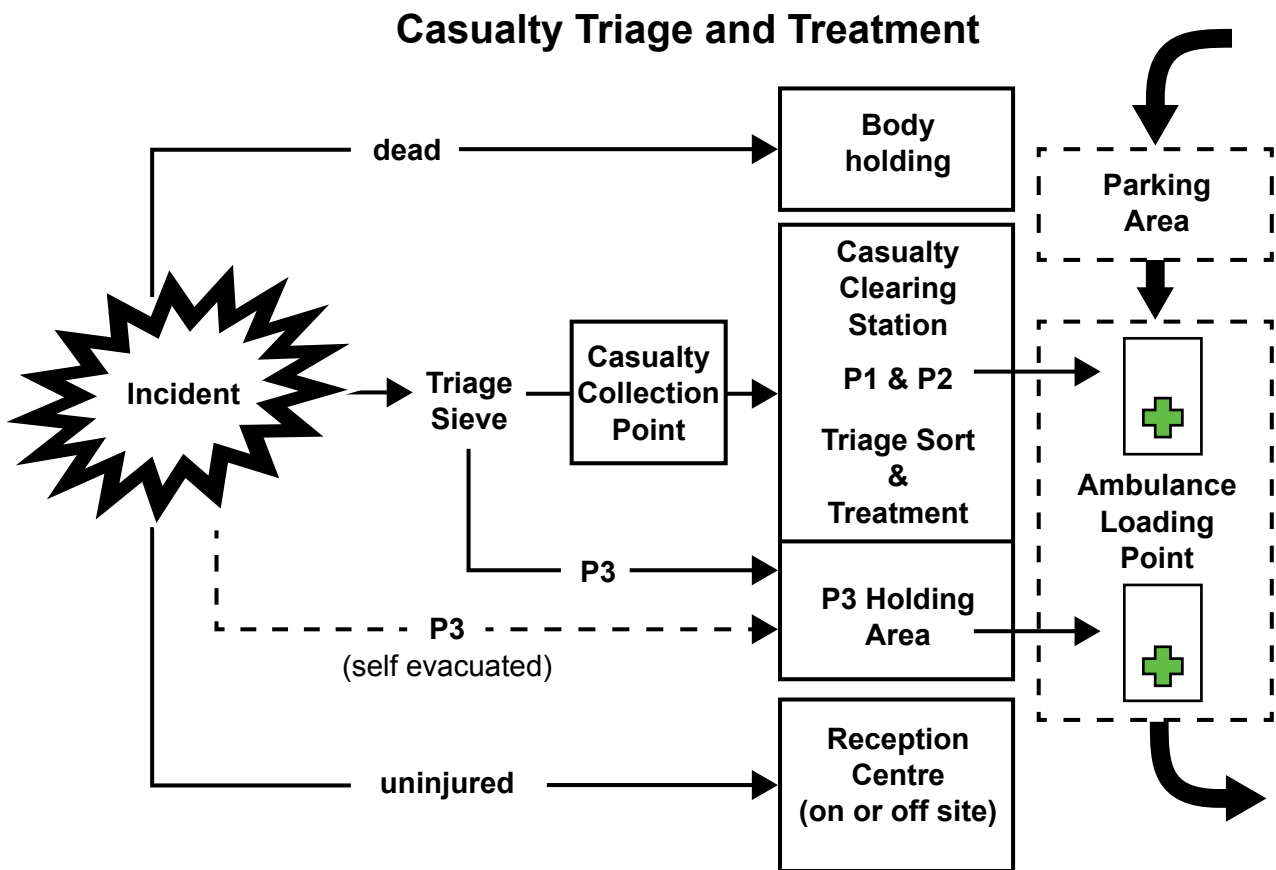 Casualty Triage and Treatment
dead
Body
holding
Parking
Area
Incident
Triage
Sieve
Casualty
Collection
Point
Casualty
Clearing
Station
P1 & P2
Triage Sort
&
Treatment
Ambulance
Loading
Point
P3
P3 Holding
Area
P3
(self evacuated)
uninjured
Reception
Centre
(on or off site)